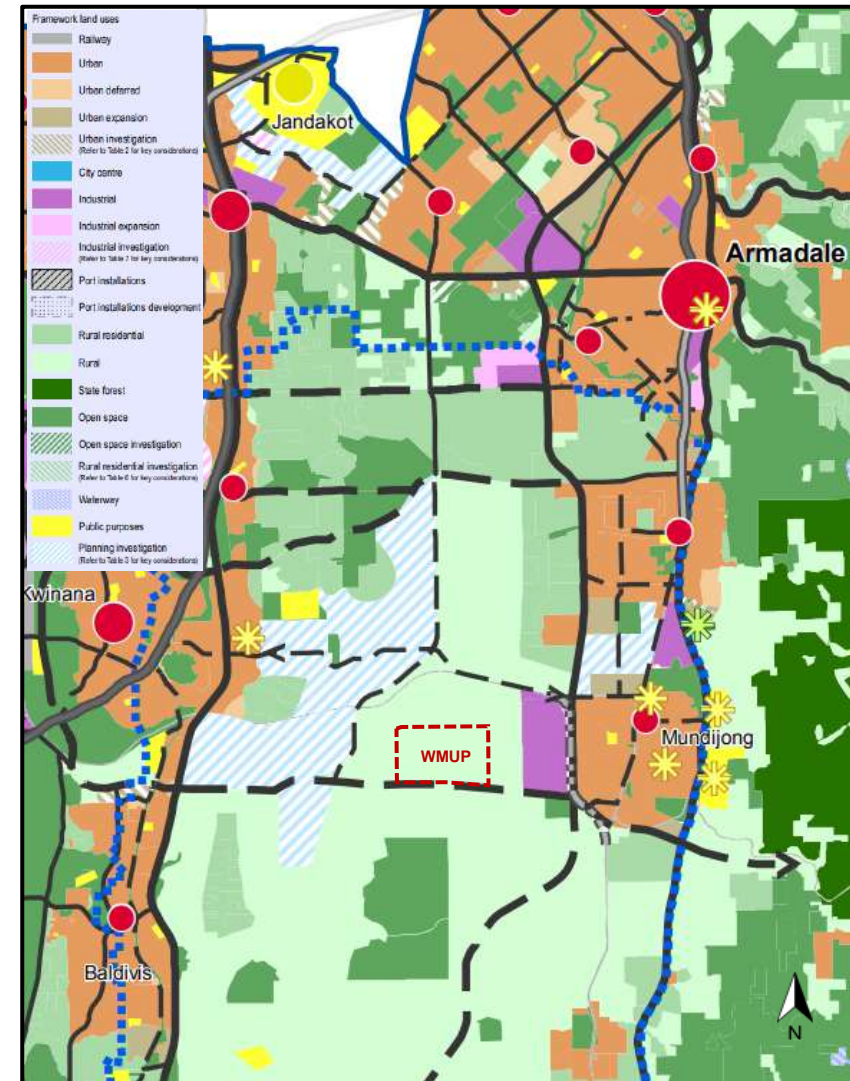 Framework land uses
Railway
Urban
Urban deferred
Urban expansion
Urban investigation
(Refer to Table 2 for key considerations)
City centre
Industrial
Industrial expansion
Industrial investigation
(Refer to Table 7 for key considerations)
Port installations
Port installations development
Rural residential
Rural
State forest
Open space
Open space investigation
Rural residential investigation
(Refer to Table 6 for key considerations)
Waterway
Public purposes
Planning investigation
(Refer to Table 3 for key considerations)
Jandakot
Armadale
Kwinana
WMUP
Mundijong
Baldivis
N